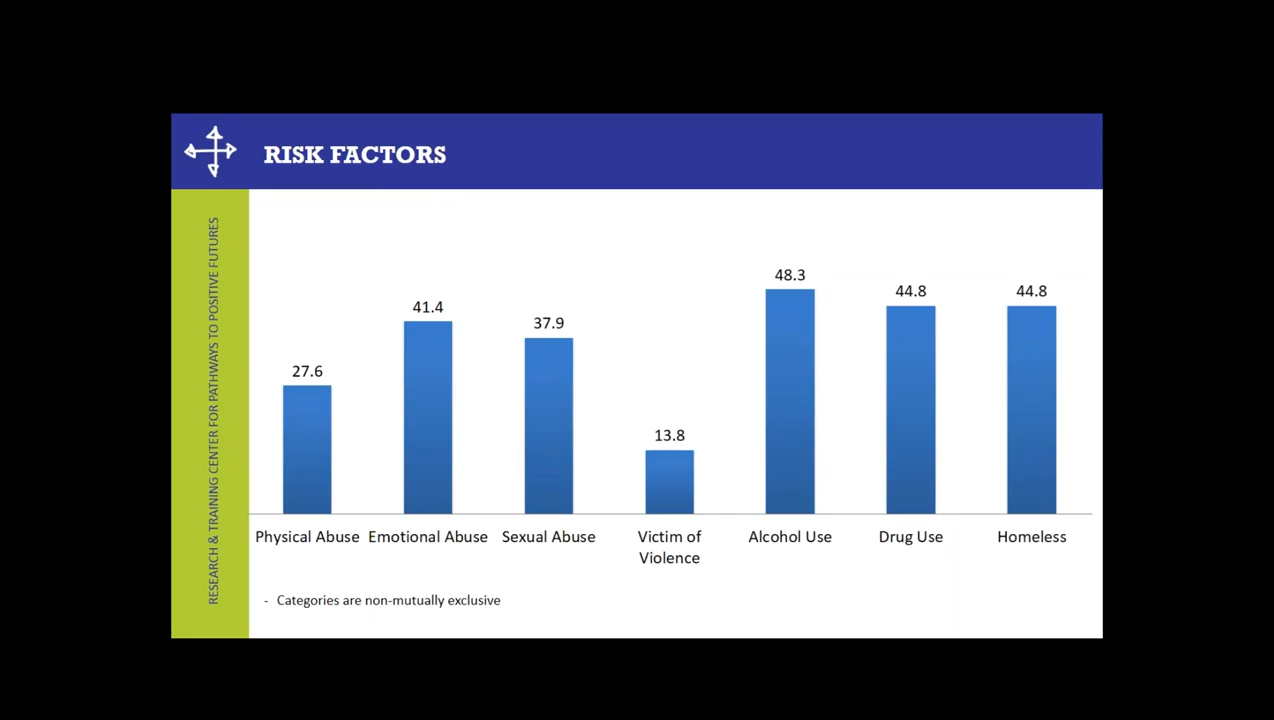 RISK FACTORS
RESEARCH & TRAINING CENTER FOR PATHWAYS TO POSITIVE FUTURES
27.6
41.4
37.9
13.8
48.3
44.8
44.8
Physical Abuse
Emotional Abuse
Sexual Abuse
Victim of
Violence
Alcohol Use
Drug Use
Homeless
- Categories are non-mutually exclusive